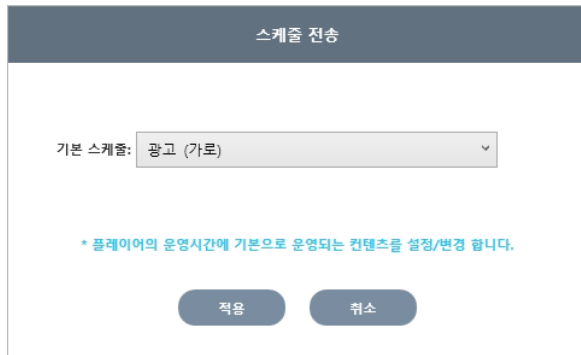 스케줄 전송
기본 스케줄: 광고 (가로)
* 플레이어의 운영시간에 기본으로 운영되는 컨텐츠를 설정/변경 합니다.
적용 취소